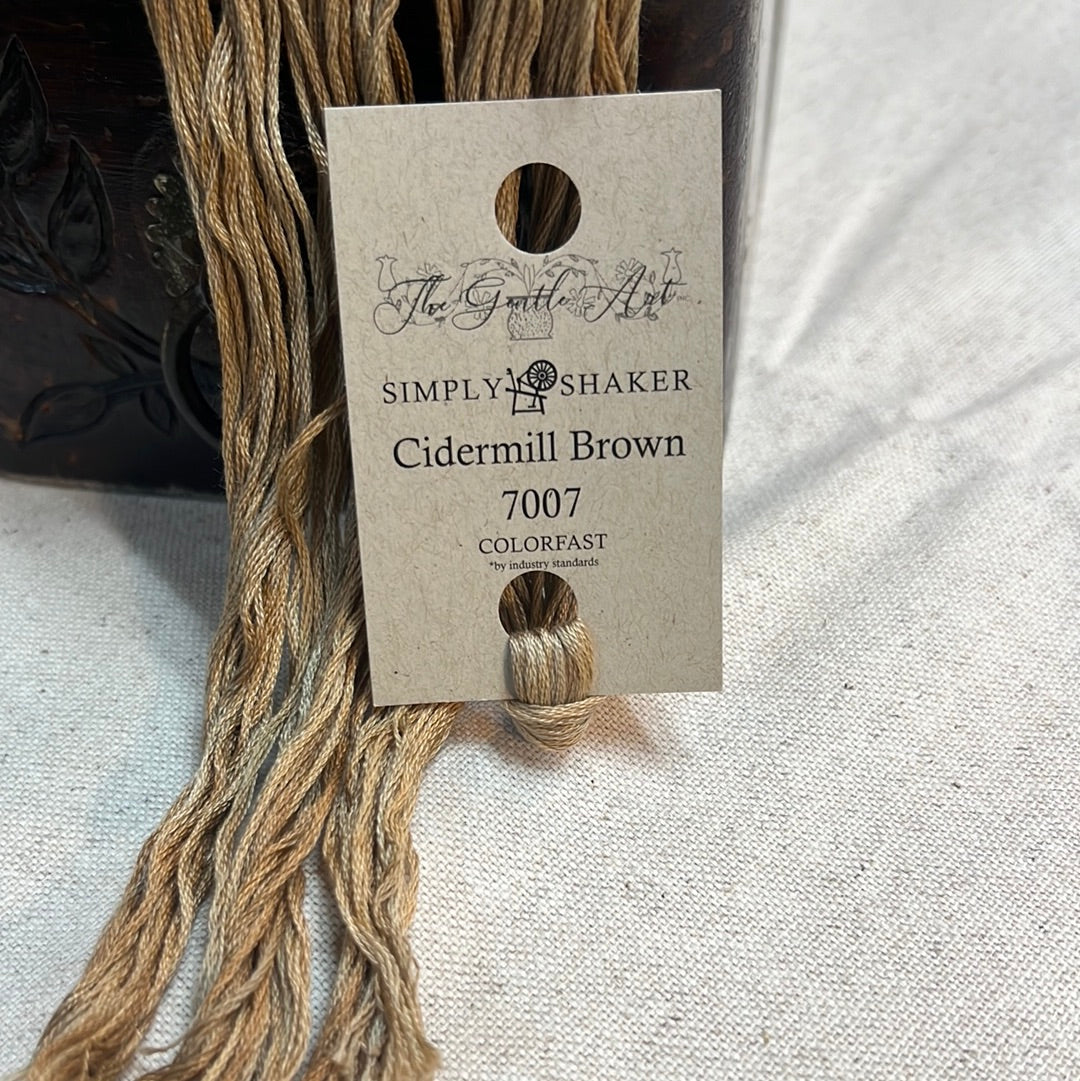 The Gentle Art
SIMPLY SHAKER
Cidermill Brown
7007
COLORFAST
*by industry standards